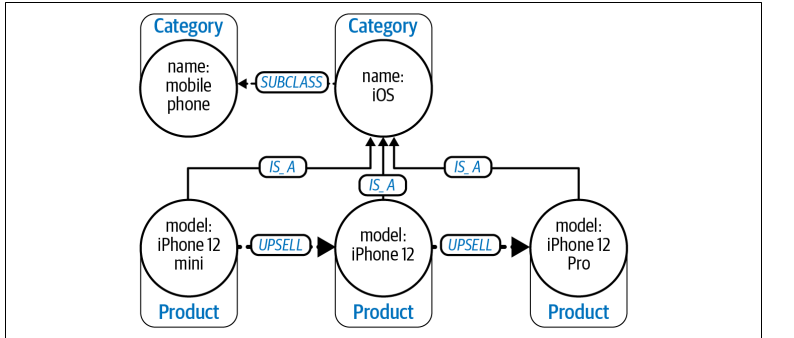 Category
Category
name:
mobile
phone
SUBCLASS
name:
iOS
IS_A
IS_A
IS_A
model:
iPhone 12
mini
UPSELL
model:
iPhone 12
UPSELL
model:
iPhone 12
Pro
Product
Product
Product